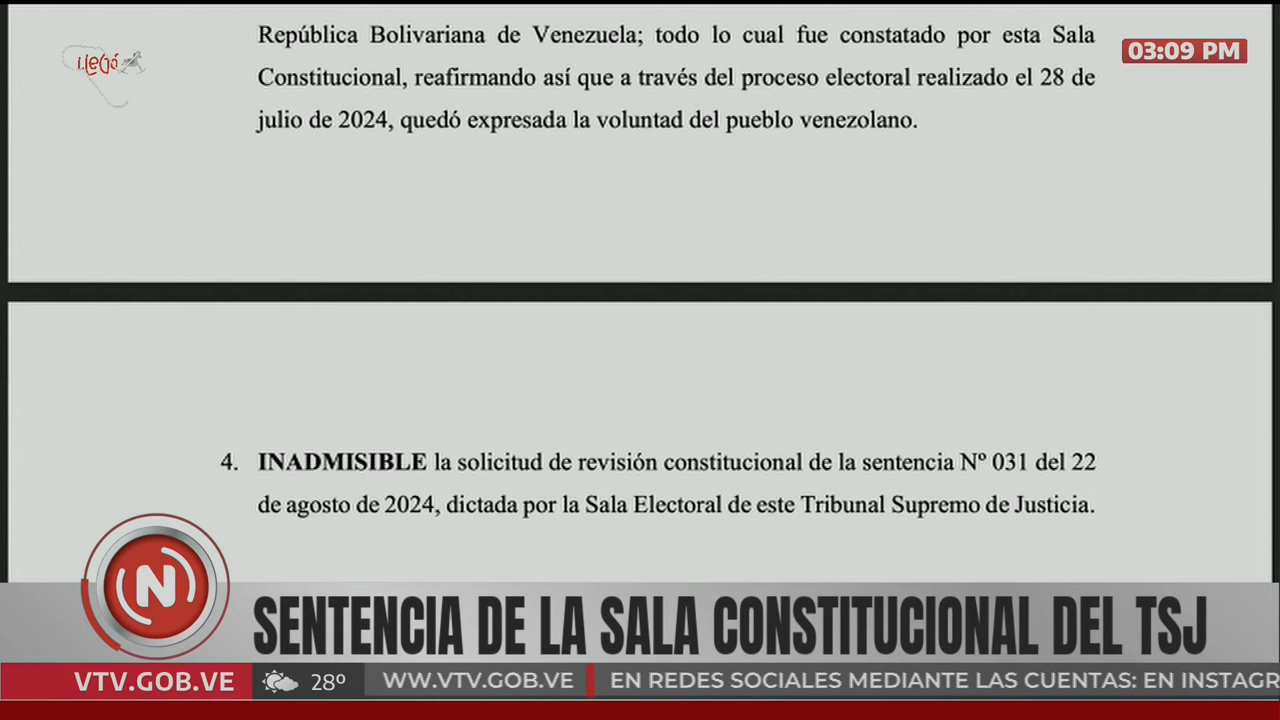 República Bolivariana de Venezuela; todo lo cual fue constatado por esta Sala
Constitucional, reafirmando así que a través del proceso electoral realizado el 28 de
julio de 2024, quedó expresada la voluntad del pueblo venezolano.
LLEGÓ
03:09 PM
4. INADMISIBLE la solicitud de revisión constitucional de la sentencia Nº 031 del 22
de agosto de 2024, dictada por la Sala Electoral de este Tribunal Supremo de Justicia.
N
SENTENCIA DE LA SALA CONSTITUCIONAL DEL TSJ
VTV.GOB.VE
28º
WW.VTV.GOB.VE
EN REDES SOCIALES MEDIANTE LAS CUENTAS: EN INSTAGR